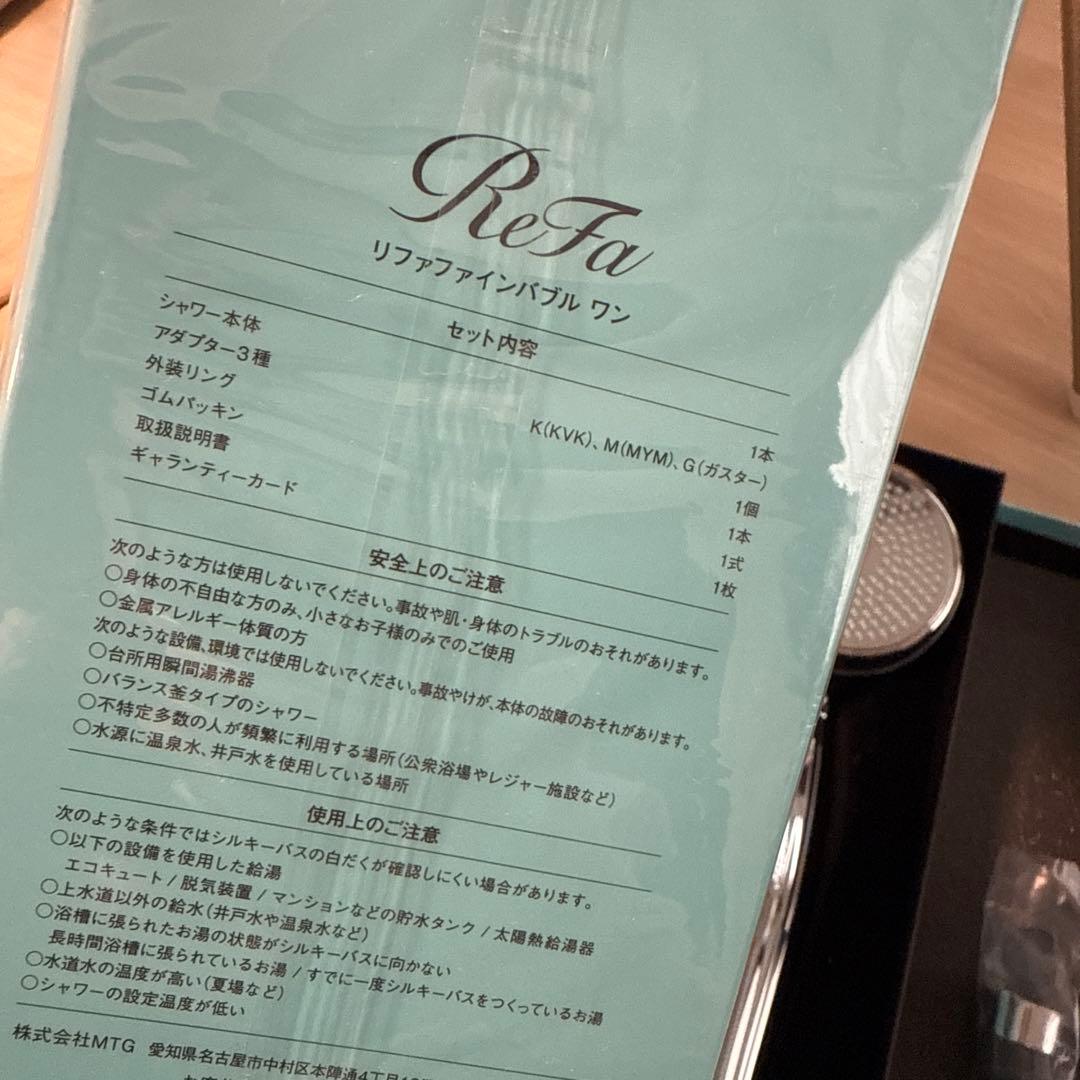 ReFa
リファファインバブル ワン
セット内容
シャワー本体 1本
アダプター3種 K(KVK)、M(MYM)、G(ガスター)
外装リング 1個
ゴムパッキン 1本
取扱説明書 1式
ギャランティーカード 1枚
安全上のご注意
次のような方は使用しないでください。事故や肌・身体のトラブルのおそれがあります。
○身体の不自由な方のみ、小さなお子様のみでのご使用
○金属アレルギー体質の方
次のような設備、環境では使用しないでください。事故やけが、本体の故障のおそれがあります。
○台所用瞬間湯沸器
○バランス釜タイプのシャワー
○不特定多数の人が頻繁に利用する場所(公衆浴場やレジャー施設など)
○水源に温泉水、井戸水を使用している場所
使用上のご注意
次のような条件ではシルキーバスの白だくが確認しにくい場合があります。
○以下の設備を使用した給湯
エコキュート / 脱気装置 / マンションなどの貯水タンク / 太陽熱給湯器
○上水道以外の給水(井戸水や温泉水など)
○浴槽に張られたお湯の状態がシルキーバスに向かない
長時間浴槽に張られているお湯 / すでに一度シルキーバスをつくっているお湯
○水道水の温度が高い(夏場など)
○シャワーの設定温度が低い
株式会社MTG 愛知県名古屋市中村区本陣通4丁目